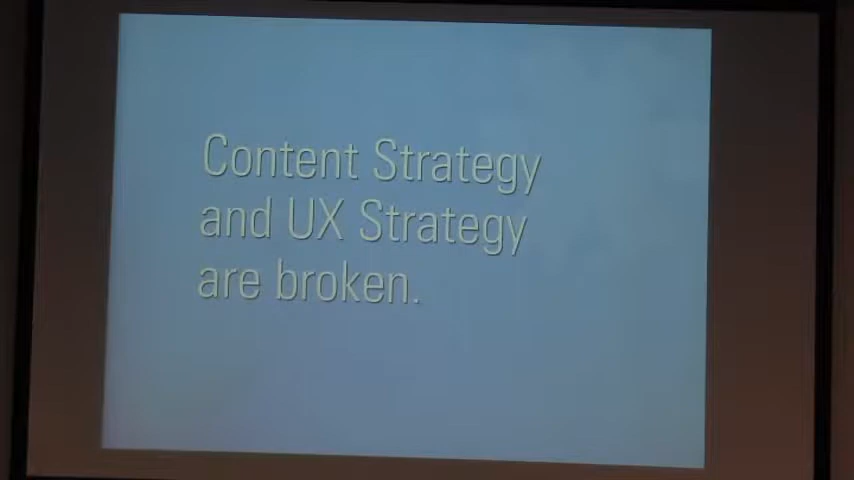 Content Strategy
and UX Strategy
are broken.